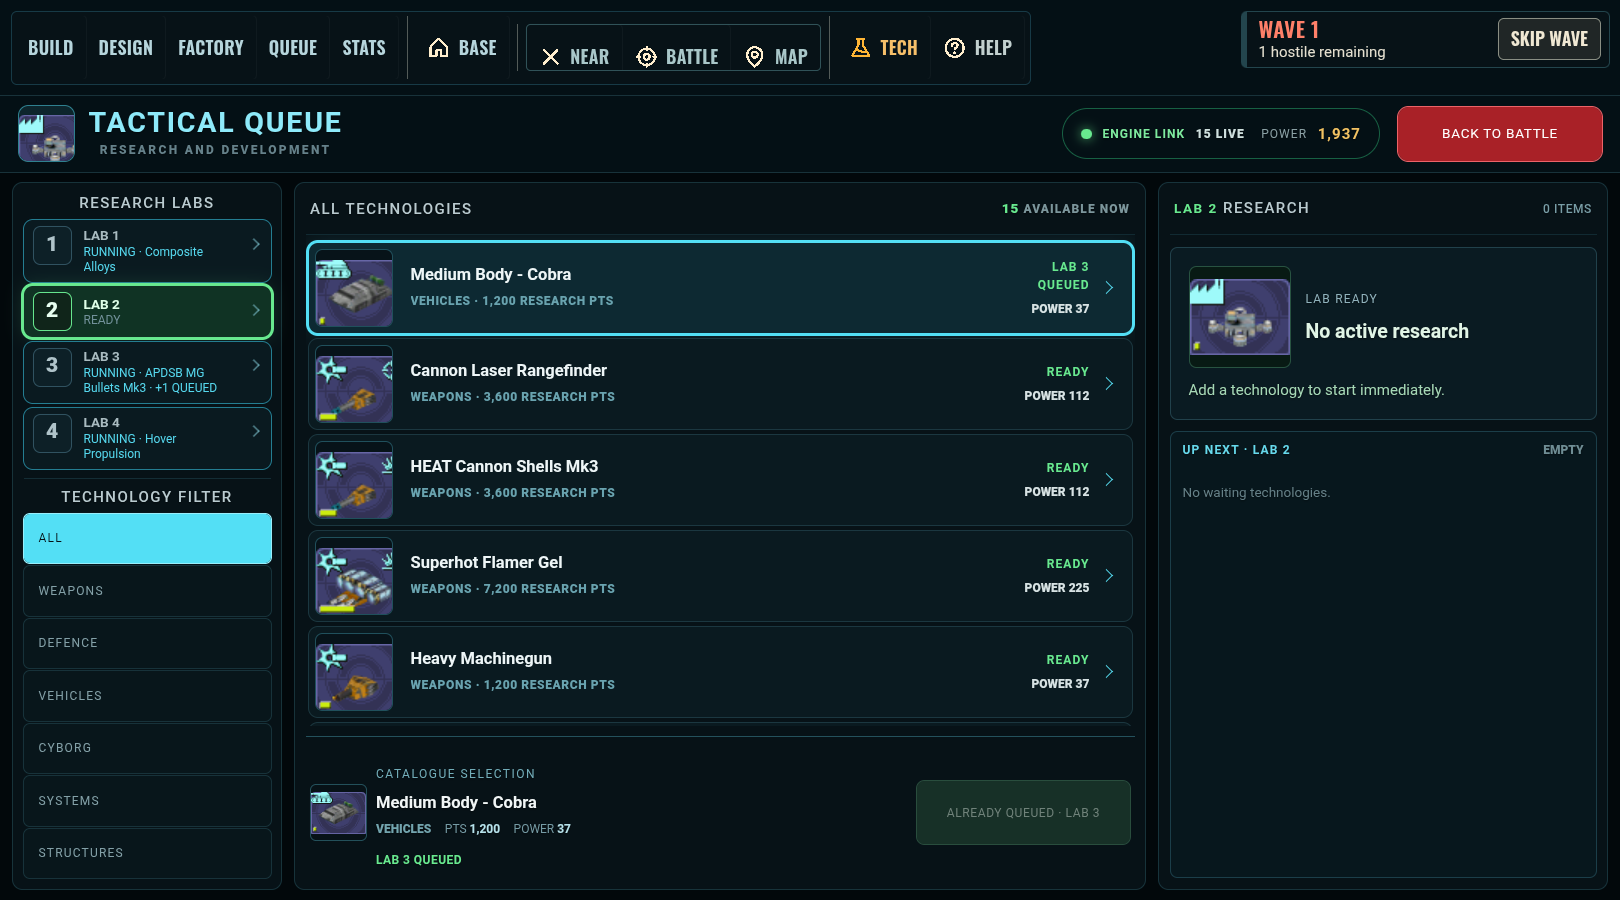 BUILD DESIGN FACTORY QUEUE STATS BASE NEAR BATTLE MAP TECH HELP
WAVE 1
1 hostile remaining
SKIP WAVE
TACTICAL QUEUE
RESEARCH AND DEVELOPMENT
ENGINE LINK 15 LIVE POWER 1,937
BACK TO BATTLE
RESEARCH LABS
1
LAB 1
RUNNING · Composite
Alloys
2
LAB 2
READY
3
LAB 3
RUNNING · APDSB MG
Bullets Mk3 · +1 QUEUED
4
LAB 4
RUNNING · Hover
Propulsion
TECHNOLOGY FILTER
ALL
WEAPONS
DEFENCE
VEHICLES
CYBORG
SYSTEMS
STRUCTURES
ALL TECHNOLOGIES
15 AVAILABLE NOW
Medium Body - Cobra
VEHICLES · 1,200 RESEARCH PTS
LAB 3
QUEUED
POWER 37
Cannon Laser Rangefinder
WEAPONS · 3,600 RESEARCH PTS
READY
POWER 112
HEAT Cannon Shells Mk3
WEAPONS · 3,600 RESEARCH PTS
READY
POWER 112
Superhot Flamer Gel
WEAPONS · 7,200 RESEARCH PTS
READY
POWER 225
Heavy Machinegun
WEAPONS · 1,200 RESEARCH PTS
READY
POWER 37
CATALOGUE SELECTION
Medium Body - Cobra
VEHICLES PTS 1,200 POWER 37
LAB 3 QUEUED
ALREADY QUEUED · LAB 3
LAB 2 RESEARCH
0 ITEMS
LAB READY
No active research
Add a technology to start immediately.
UP NEXT · LAB 2
EMPTY
No waiting technologies.